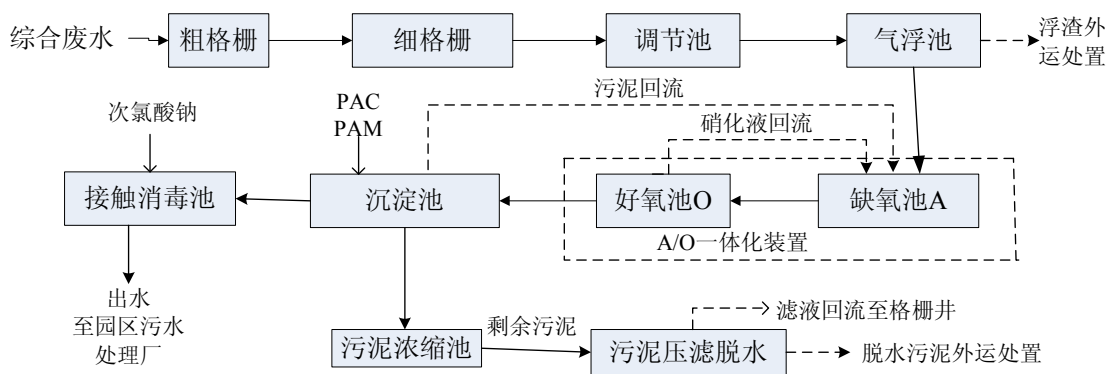 综合废水
粗格栅
细格栅
调节池
气浮池
浮渣外
运处置
污泥回流
次氯酸钠
PAC
PAM
硝化液回流
接触消毒池
沉淀池
好氧池O
缺氧池A
A/O一体化装置
出水
至园区污水
处理厂
剩余污泥
滤液回流至格栅井
污泥浓缩池
污泥压滤脱水
脱水污泥外运处置